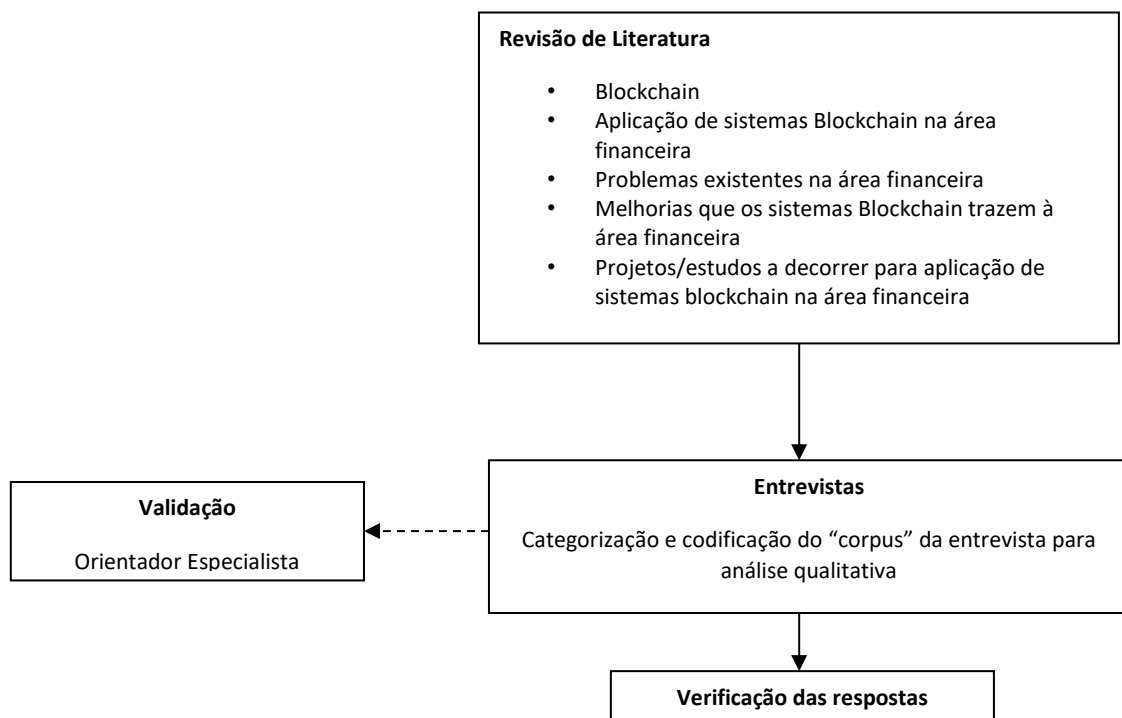 Revisão de Literatura
• Blockchain
• Aplicação de sistemas Blockchain na área
financeira
• Problemas existentes na área financeira
• Melhorias que os sistemas Blockchain trazem à
área financeira
• Projetos/estudos a decorrer para aplicação de
sistemas blockchain na área financeira
Validação
Orientador Especialista
Entrevistas
Categorização e codificação do “corpus” da entrevista para
análise qualitativa
Verificação das respostas